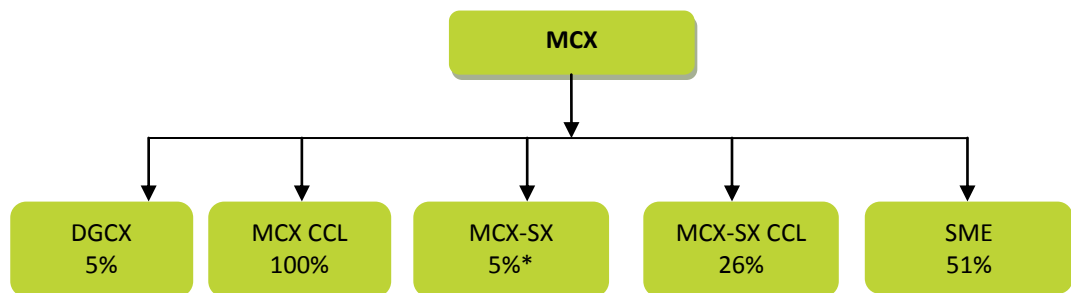 MCX
DGCX
5%
MCX CCL
100%
MCX-SX
5%*
MCX-SX CCL
26%
SME
51%